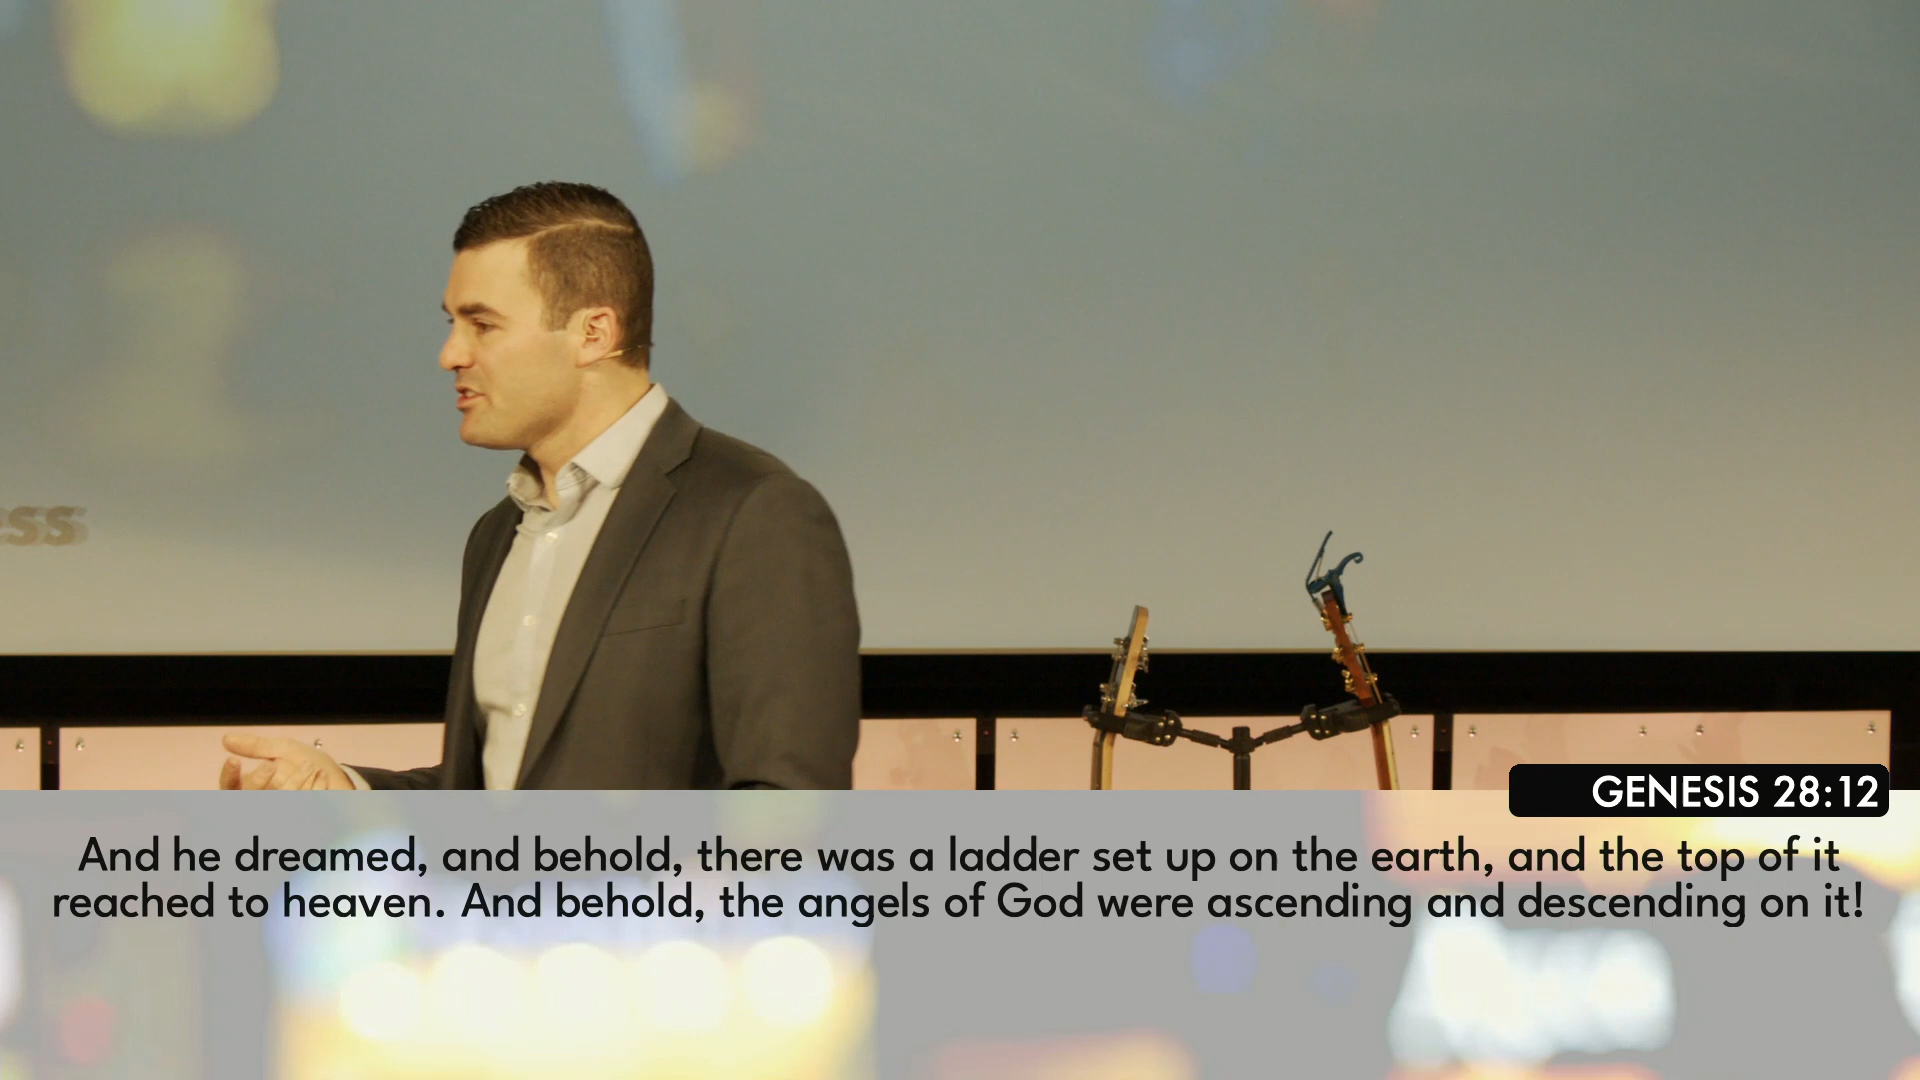 ess
GENESIS 28:12
And he dreamed, and behold, there was a ladder set up on the earth, and the top of it
reached to heaven. And behold, the angels of God were ascending and descending on it!